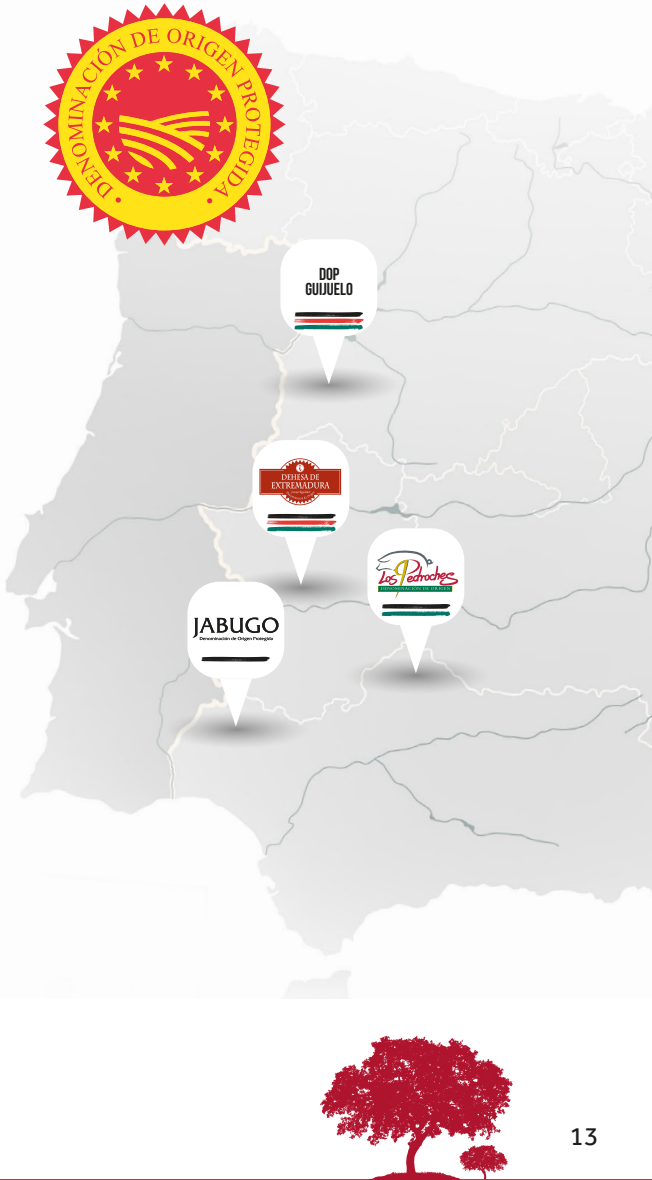 · DENOMINACIÓN DE ORIGEN PROTEGIDA ·
DOP
GUIJUELO
DEHESA DE
EXTREMADURA
Los Pedroches
DENOMINACIÓN DE ORIGEN
JABUGO
Denominación de Origen Protegida
13